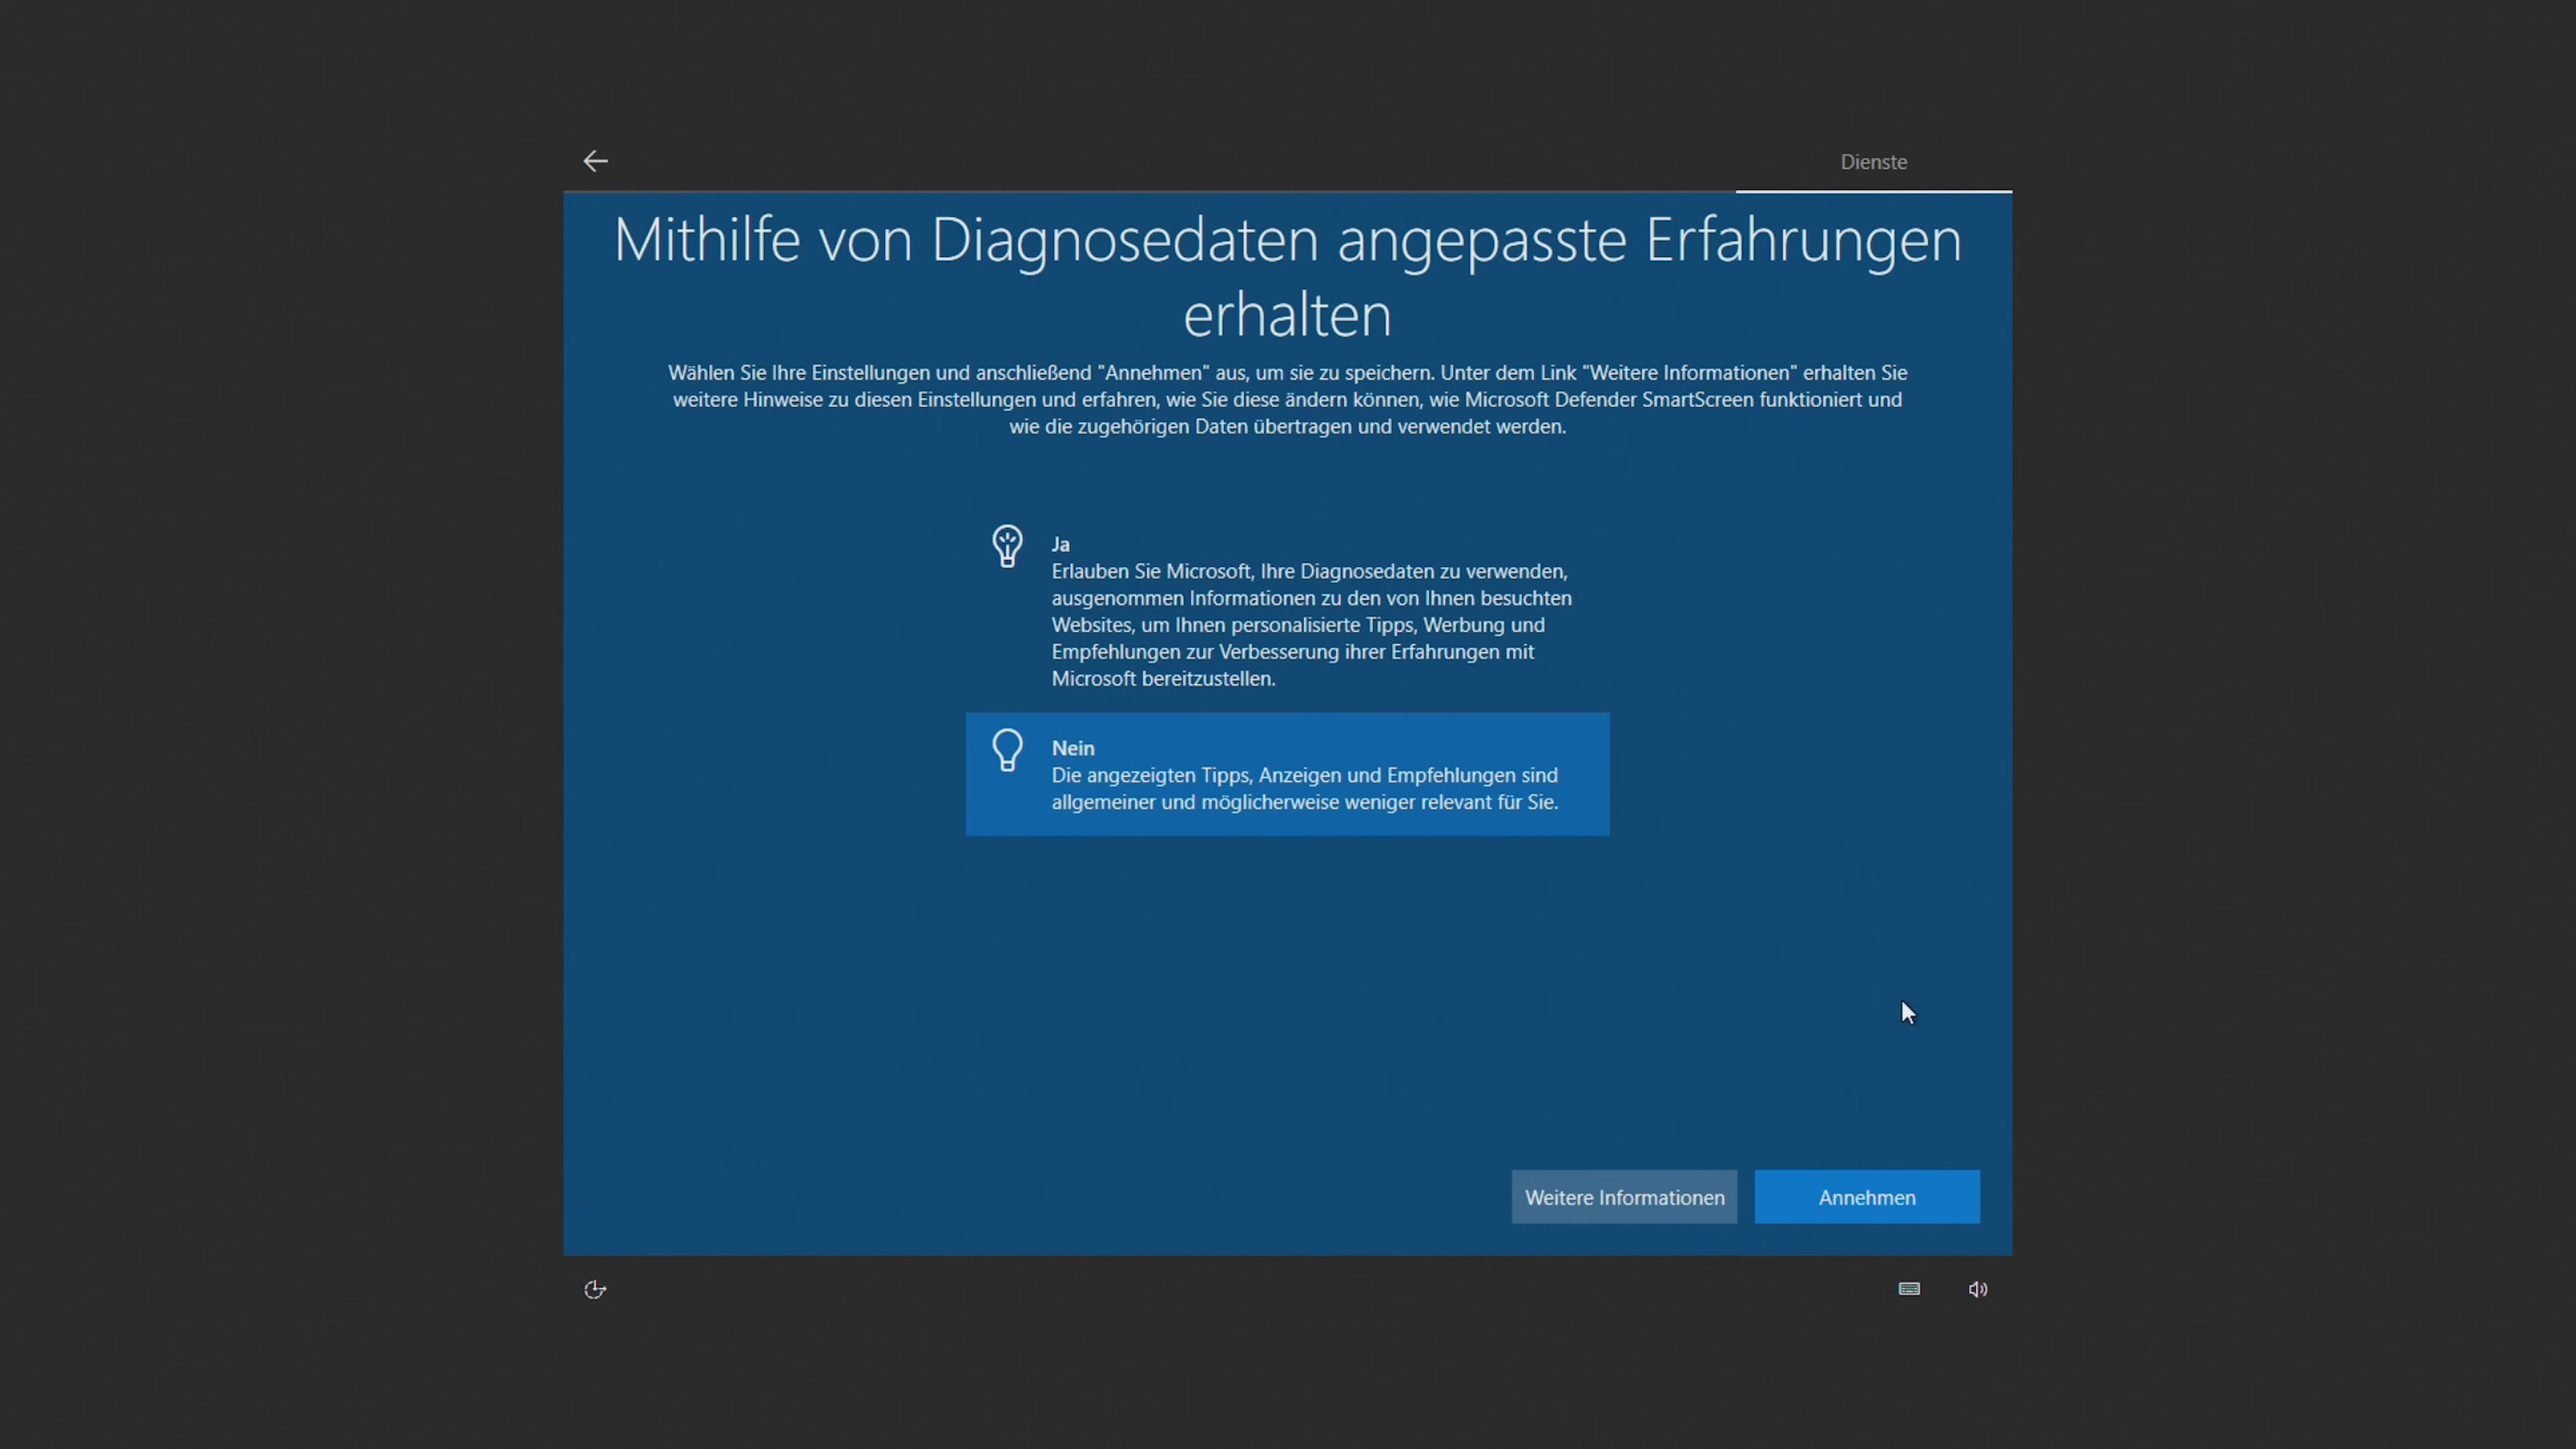 Dienste
Mithilfe von Diagnosedaten angepasste Erfahrungen
erhalten
Wählen Sie Ihre Einstellungen und anschließend "Annehmen" aus, um sie zu speichern. Unter dem Link "Weitere Informationen" erhalten Sie
weitere Hinweise zu diesen Einstellungen und erfahren, wie Sie diese ändern können, wie Microsoft Defender SmartScreen funktioniert und
wie die zugehörigen Daten übertragen und verwendet werden.
Ja
Erlauben Sie Microsoft, Ihre Diagnosedaten zu verwenden,
ausgenommen Informationen zu den von Ihnen besuchten
Websites, um Ihnen personalisierte Tipps, Werbung und
Empfehlungen zur Verbesserung ihrer Erfahrungen mit
Microsoft bereitzustellen.
Nein
Die angezeigten Tipps, Anzeigen und Empfehlungen sind
allgemeiner und möglicherweise weniger relevant für Sie.
Weitere Informationen
Annehmen